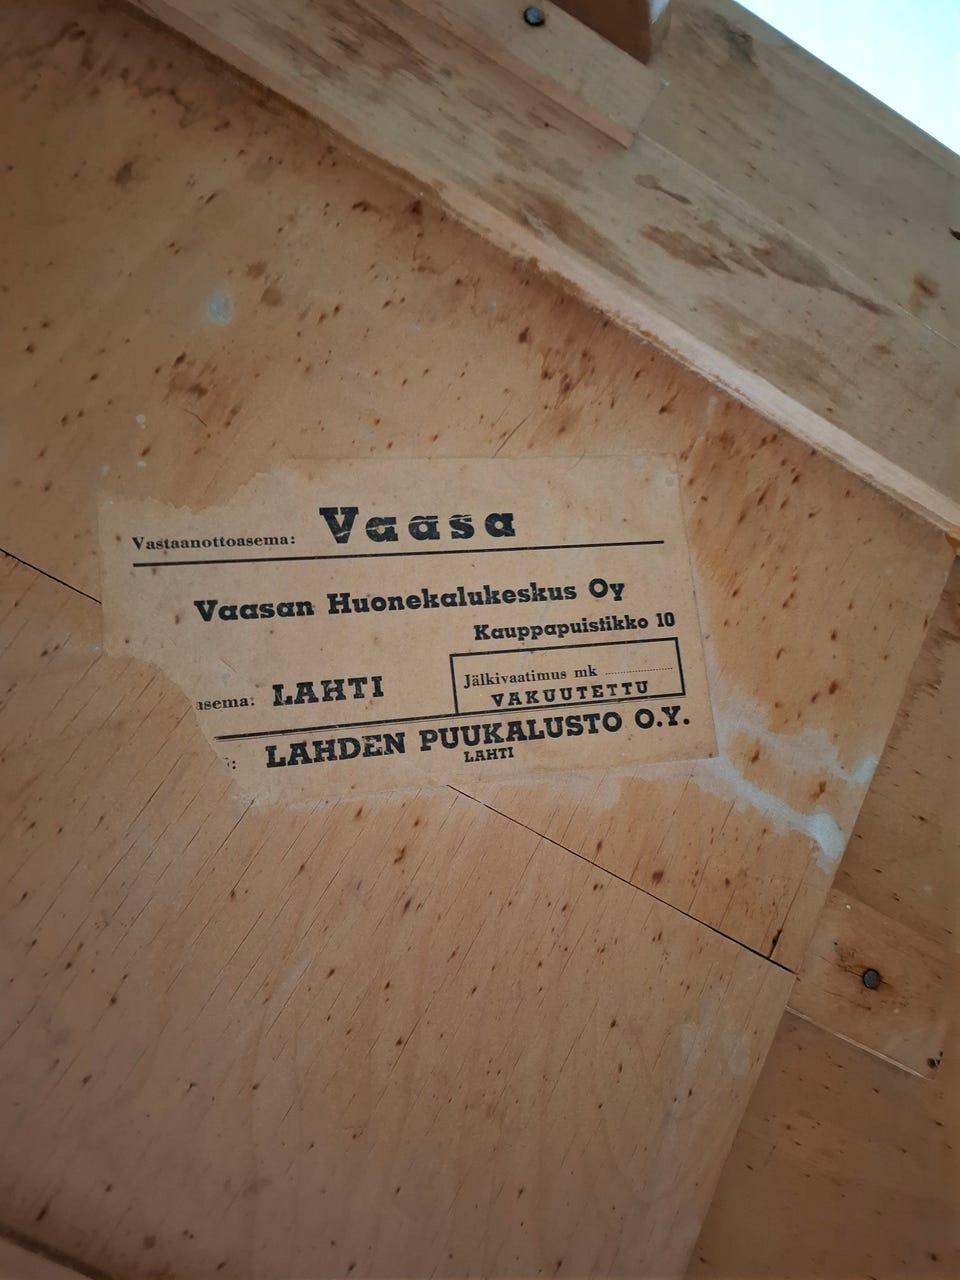 Vastaanottoasema: Vaasa
Vaasan Huonekalukeskus Oy
Kauppapuistikko 10
asema: LAHTI
Jälkivaatimus mk
VAKUUTETTU
LAHDEN PUUKALUSTO O.Y.
LAHTI